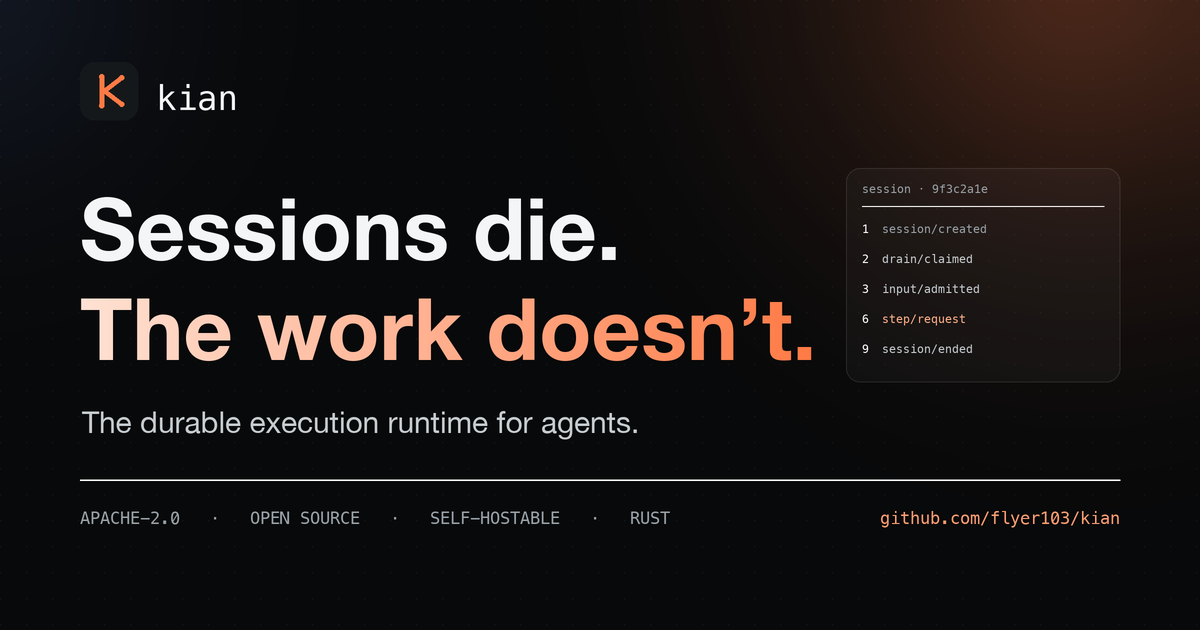 K
kian
Sessions die.
The work doesn’t.
The durable execution runtime for agents.
session · 9f3c2a1e
1 session/created
2 drain/claimed
3 input/admitted
6 step/request
9 session/ended
APACHE–2.0 · OPEN SOURCE · SELF–HOSTABLE · RUST
github.com/flyer103/kian